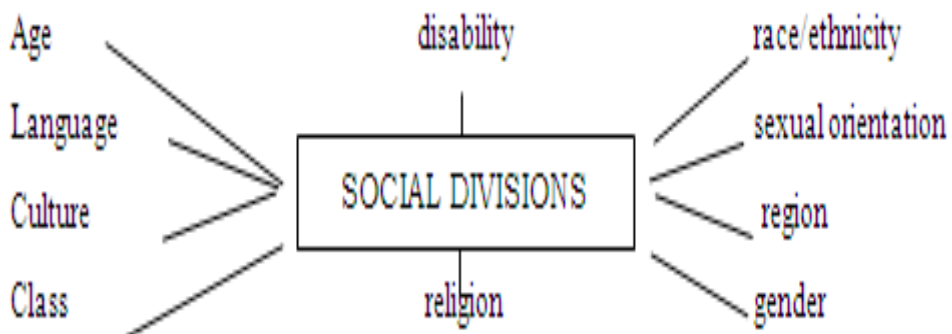 Age
disability
race/ethnicity
Language
sexual orientation
SOCIAL DIVISIONS
Culture
region
Class
religion
gender